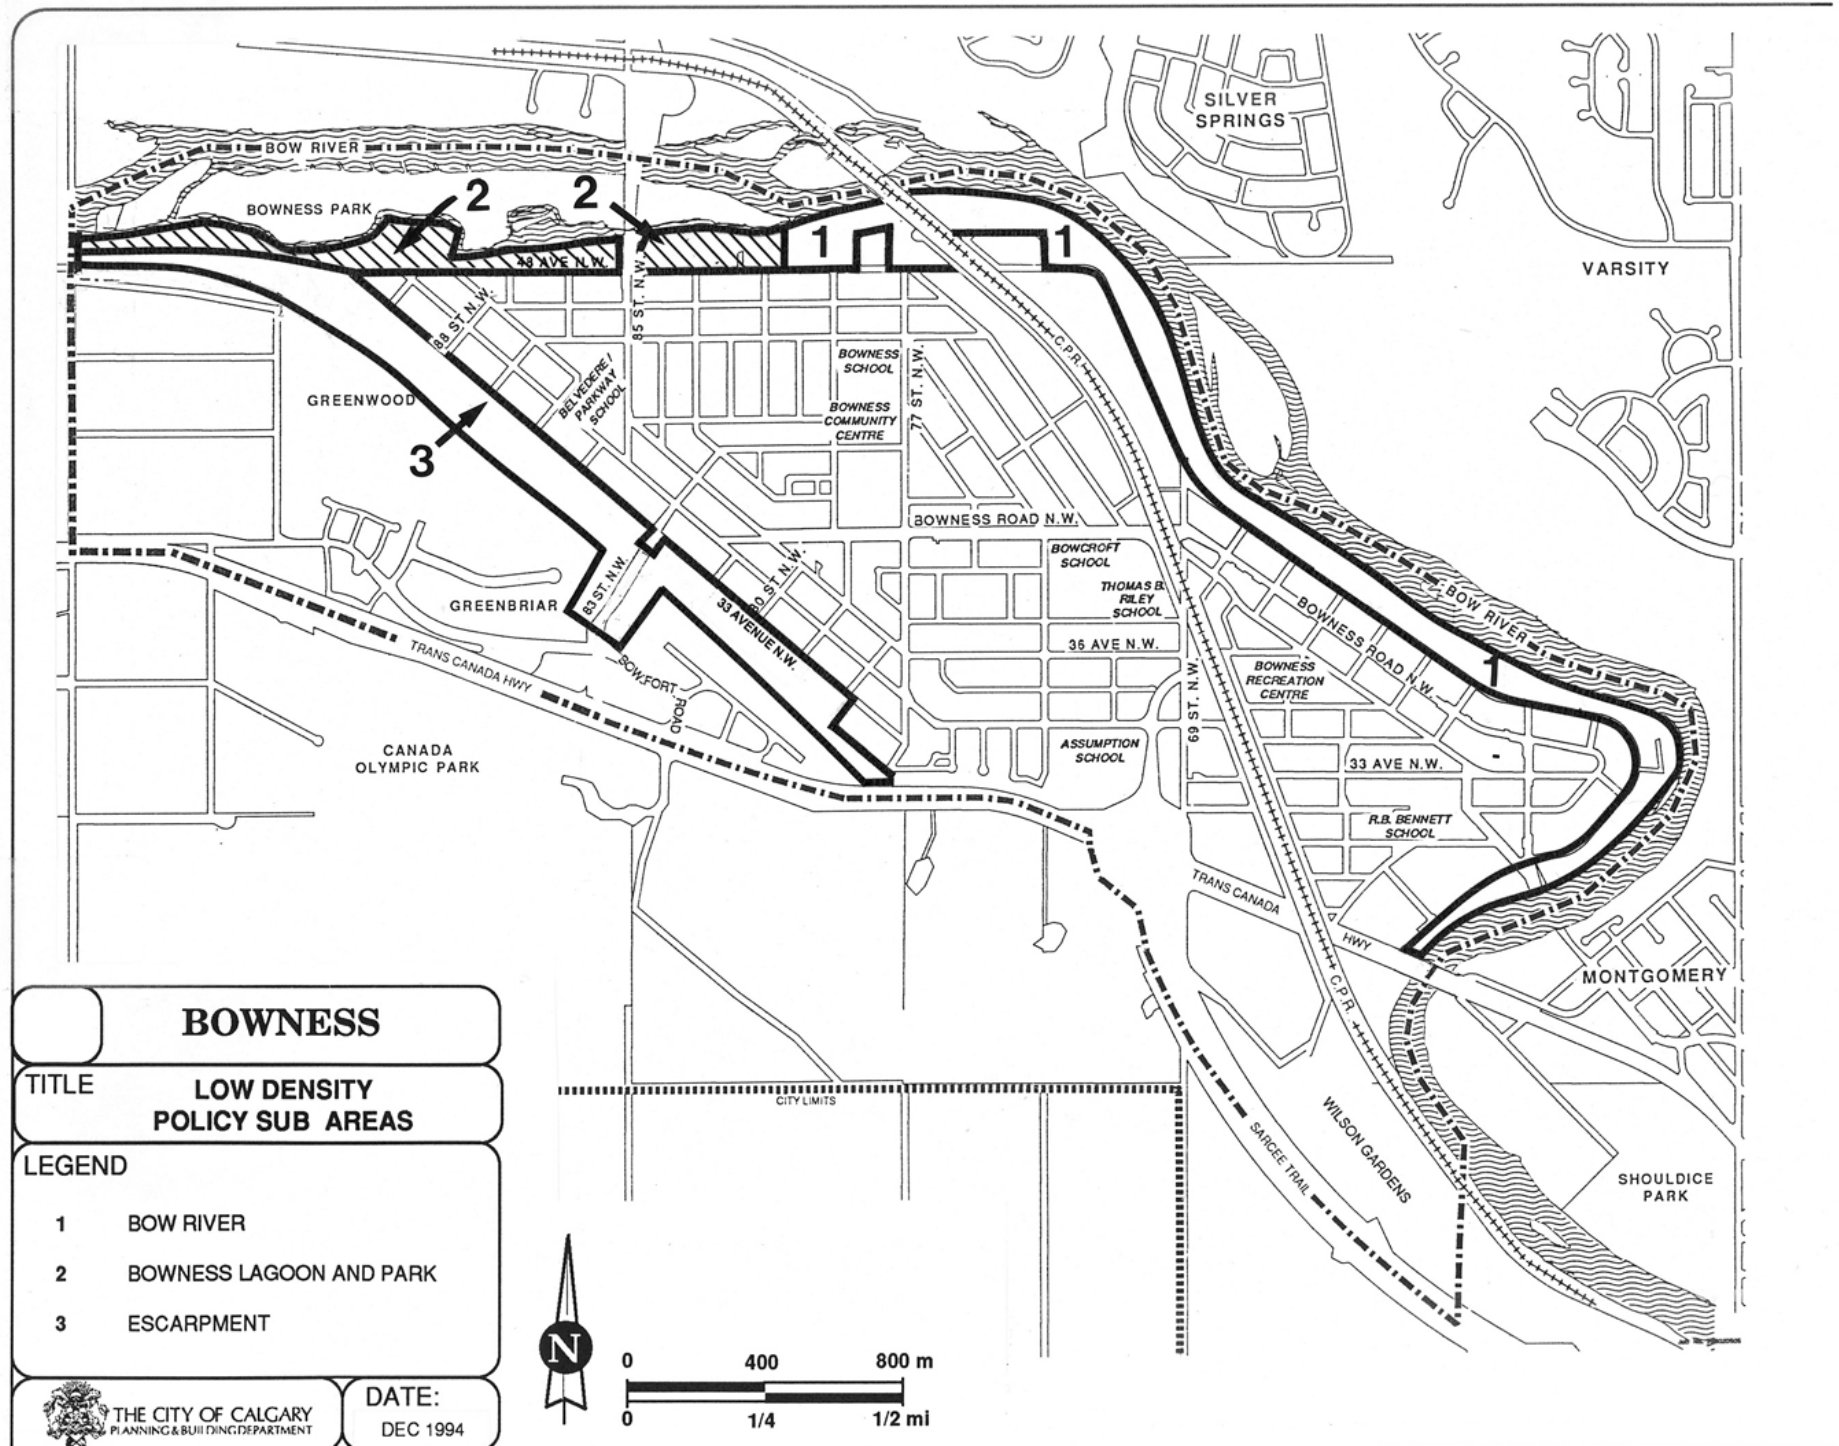 SILVER
SPRINGS
BOW RIVER
2
2
BOWNESS PARK
1
1
48 AVE N.W.
85 ST. N.W.
VARSITY
88 ST N.W.
C.P.R.
BOWNESS
SCHOOL
77 ST. N.W.
BELVEDERE /
PARKWAY
SCHOOL
GREENWOOD
BOWNESS
COMMUNITY
CENTRE
3
BOWNESS ROAD N.W.
BOWCROFT
SCHOOL
THOMAS B.
RILEY
SCHOOL
83 ST. N.W.
80 ST N.W.
GREENBRIAR
33 AVENUE N.W.
BOW RIVER
BOWNESS ROAD N.W.
36 AVE N.W.
1
TRANS CANADA HWY
BOWFORT ROAD
BOWNESS
RECREATION
CENTRE
69 ST. N.W.
CANADA
OLYMPIC PARK
ASSUMPTION
SCHOOL
33 AVE N.W.
R.B. BENNETT
SCHOOL
TRANS CANADA
HWY
MONTGOMERY
C.P.R.
CITY LIMITS
SARCEE TRAIL
WILSON GARDENS
SHOULDICE
PARK
BOWNESS
TITLE
LOW DENSITY
POLICY SUB AREAS
LEGEND
1 BOW RIVER
2 BOWNESS LAGOON AND PARK
3 ESCARPMENT
THE CITY OF CALGARY
PLANNING & BUILDING DEPARTMENT
DATE:
DEC 1994
N
0 400 800 m
0 1/4 1/2 mi